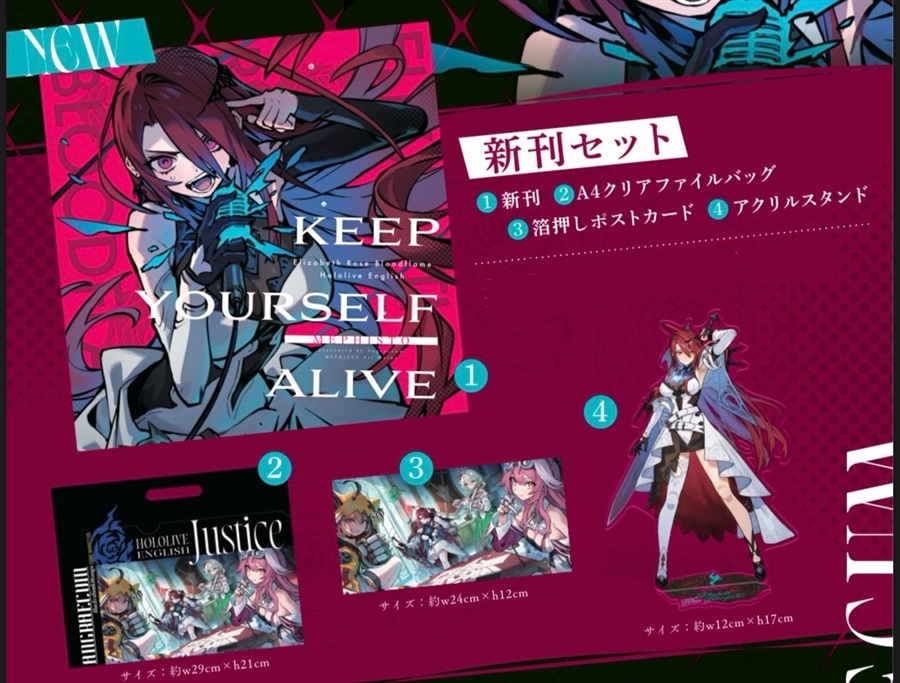 NEW
BLOOD
KEEP
Elizabeth Rose Bloodflame
Hololive English
YOURSELF
MEPHISTO
ALIVE
1
新刊セット
1 新刊 2 A4クリアファイルバッグ
3 箔押しポストカード 4 アクリルスタンド
2
HOLOLIVE
ENGLISH
Justice
サイズ：約w29cm×h21cm
3
サイズ：約w24cm×h12cm
4
サイズ：約w12cm×h17cm